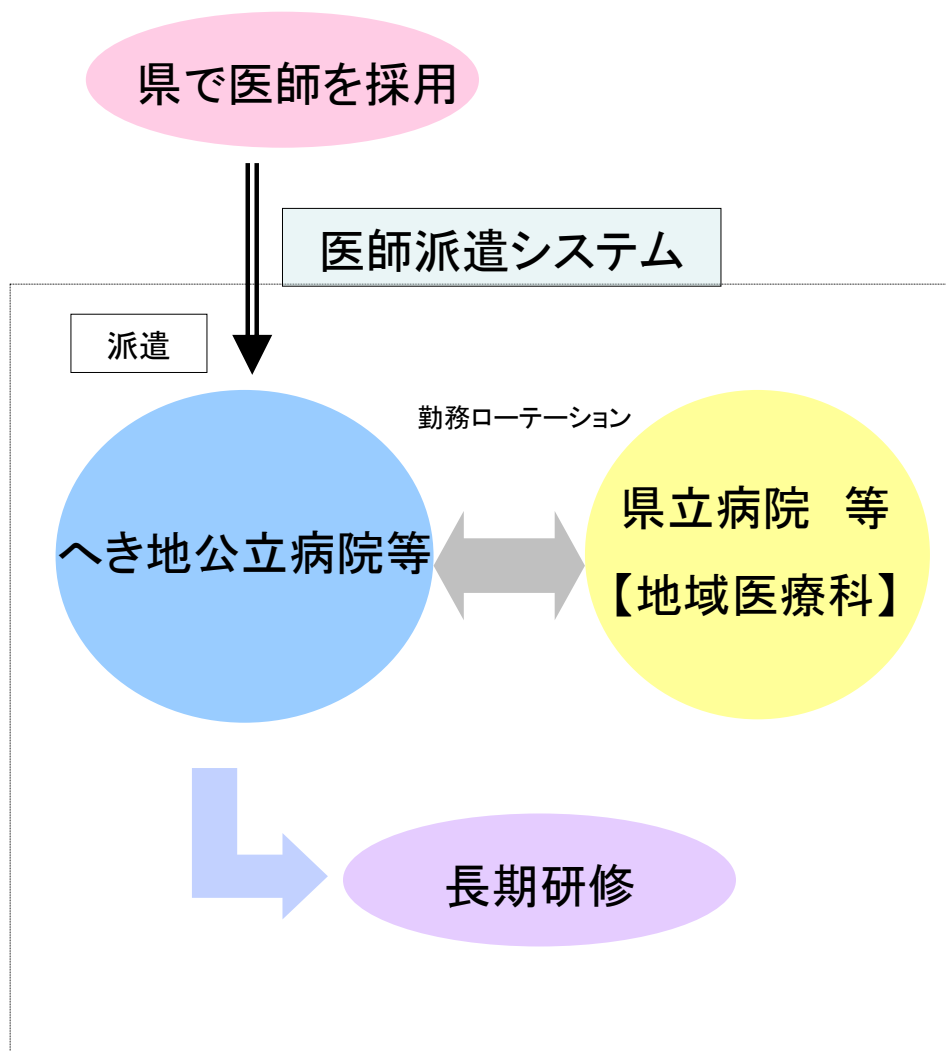 県で医師を採用
医師派遣システム
派遣
勤務ローテーション
へき地公立病院等
県立病院　等
【地域医療科】
長期研修